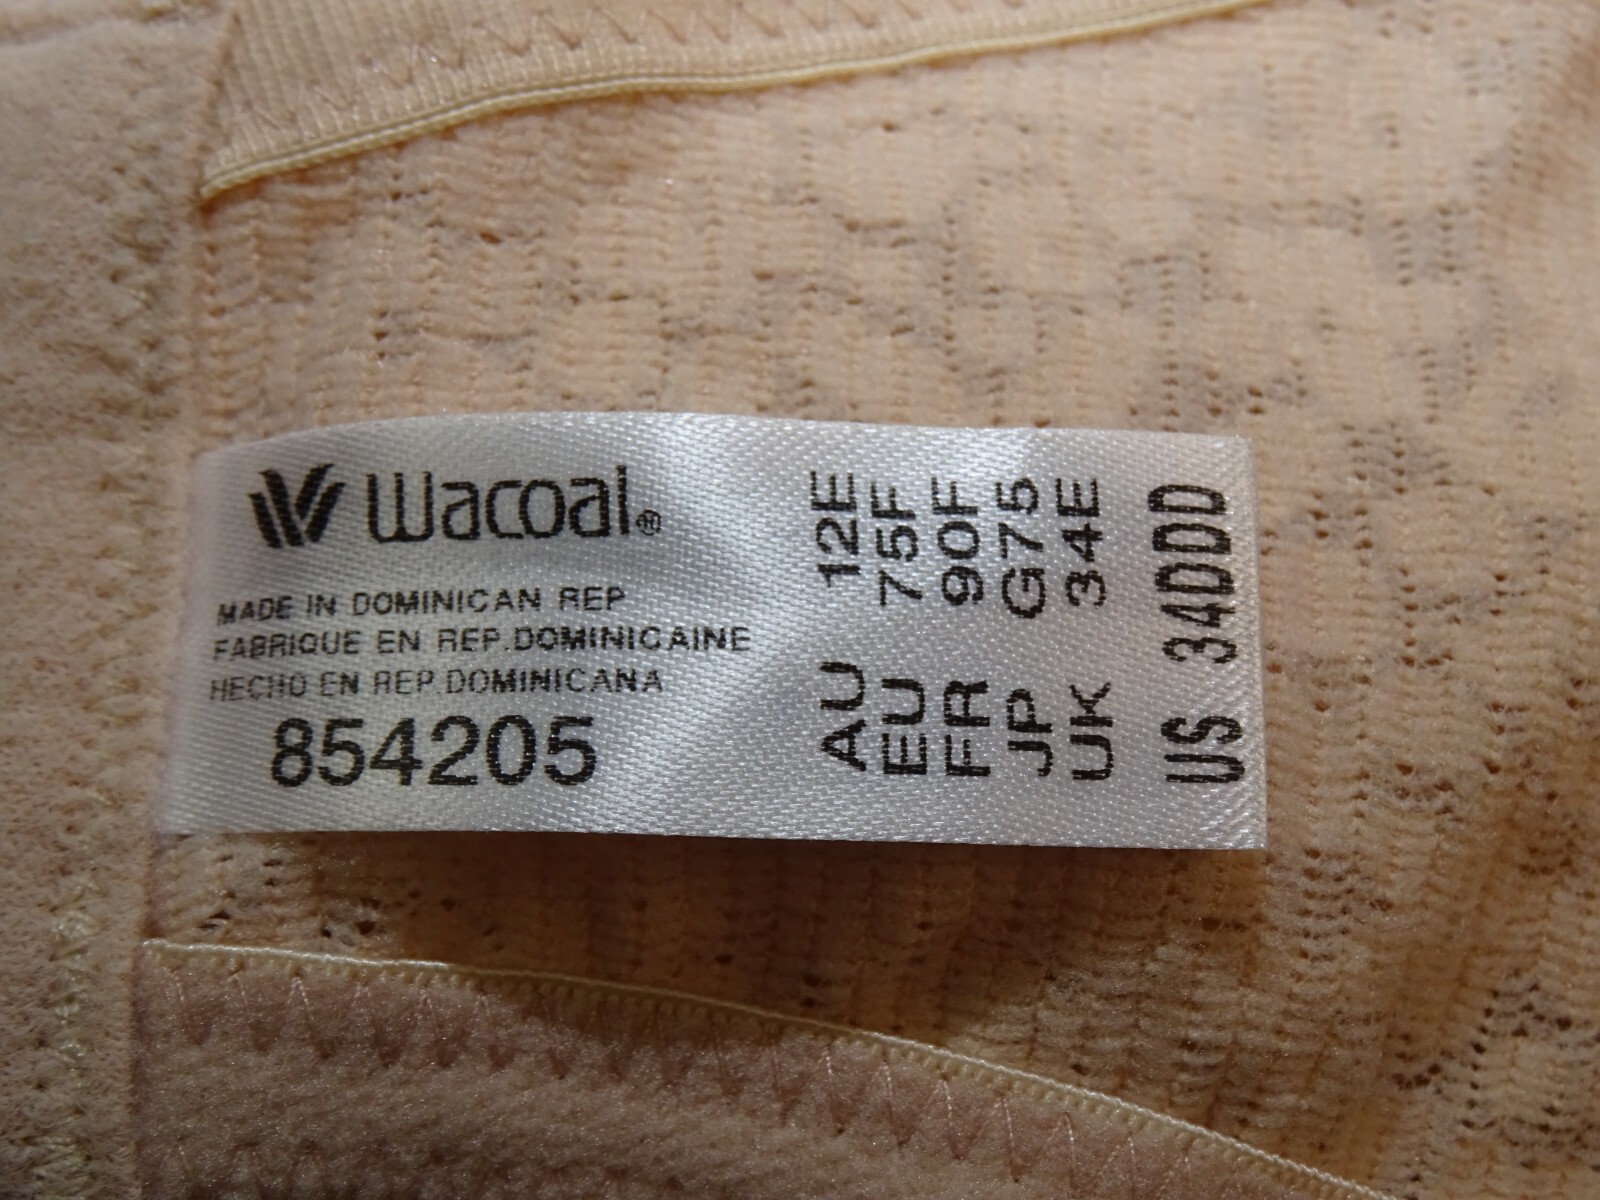 Wacoal®
MADE IN DOMINICAN REP
FABRIQUE EN REP.DOMINICAINE
HECHO EN REP.DOMINICANA
854205
AU 12E
EU 75F
FR 90F
JP G75
UK 34E
US 34DDD